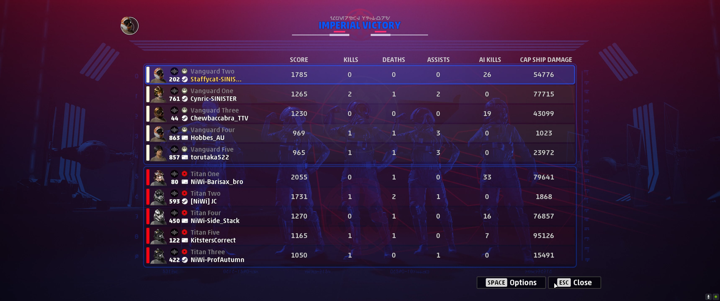 IMPERIAL VICTORY
SCORE KILLS DEATHS ASSISTS AI KILLS CAP SHIP DAMAGE
Vanguard Two
202 Staffycat-SINIS... 1785 0 0 0 26 54776
Vanguard One
761 Cynric-SINISTER 1265 2 1 2 0 77715
Vanguard Three
44 Chewbaccabra_TTV 1230 0 0 0 19 43099
Vanguard Four
863 Hobbes_AU 969 1 1 3 0 1023
Vanguard Five
857 torutaka522 965 1 1 3 0 23972
Titan One
80 NiWi-Barisax_bro 2055 0 1 0 33 79641
Titan Two
593 [NiWi] JC 1731 1 2 1 0 1868
Titan Four
450 NiWi-Side_Stack 1270 0 1 0 16 76857
Titan Five
122 KitstersCorrect 1165 1 1 0 7 95126
Titan Three
422 NiWi-ProfAutumn 1050 1 0 1 0 15491
SPACE Options ESC Close